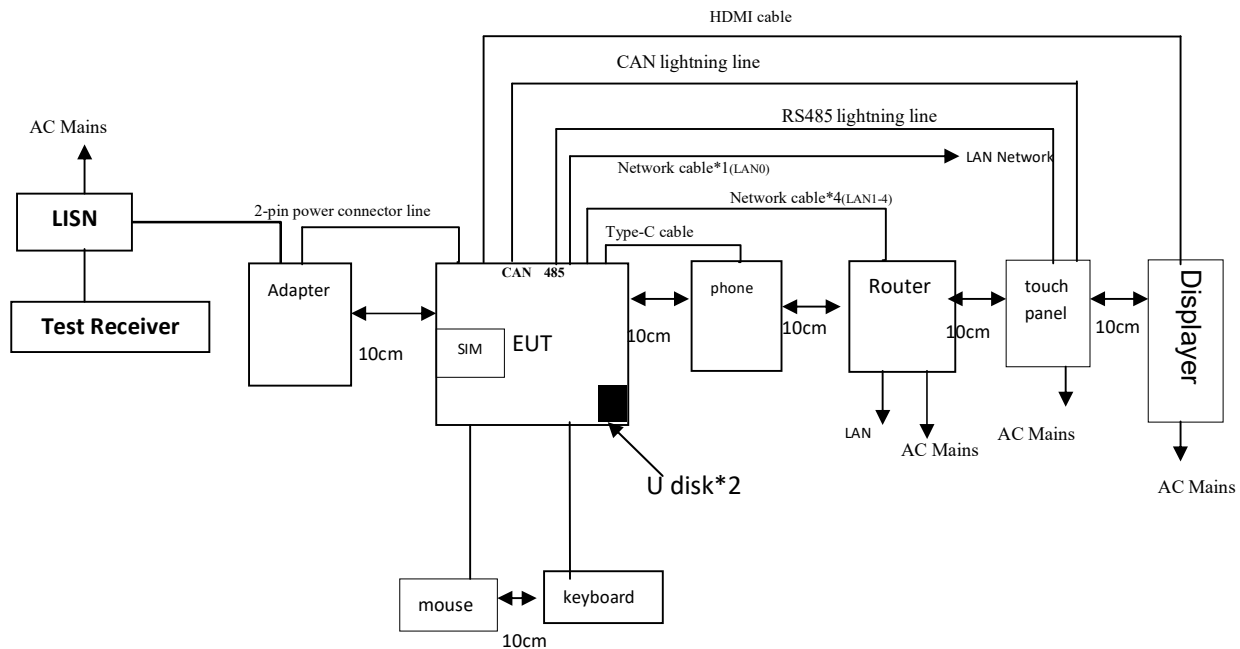 HDMI cable
CAN lightning line
AC Mains
RS485 lightning line
LAN Network
Network cable*1(LAN0)
LISN
2-pin power connector line
Network cable*4(LAN1-4)
Type-C cable
CAN 485
Adapter
phone
Router
touch
panel
Displayer
Test Receiver
10cm
SIM
EUT
10cm
10cm
10cm
10cm
LAN
AC Mains
AC Mains
AC Mains
U disk*2
mouse
keyboard
10cm